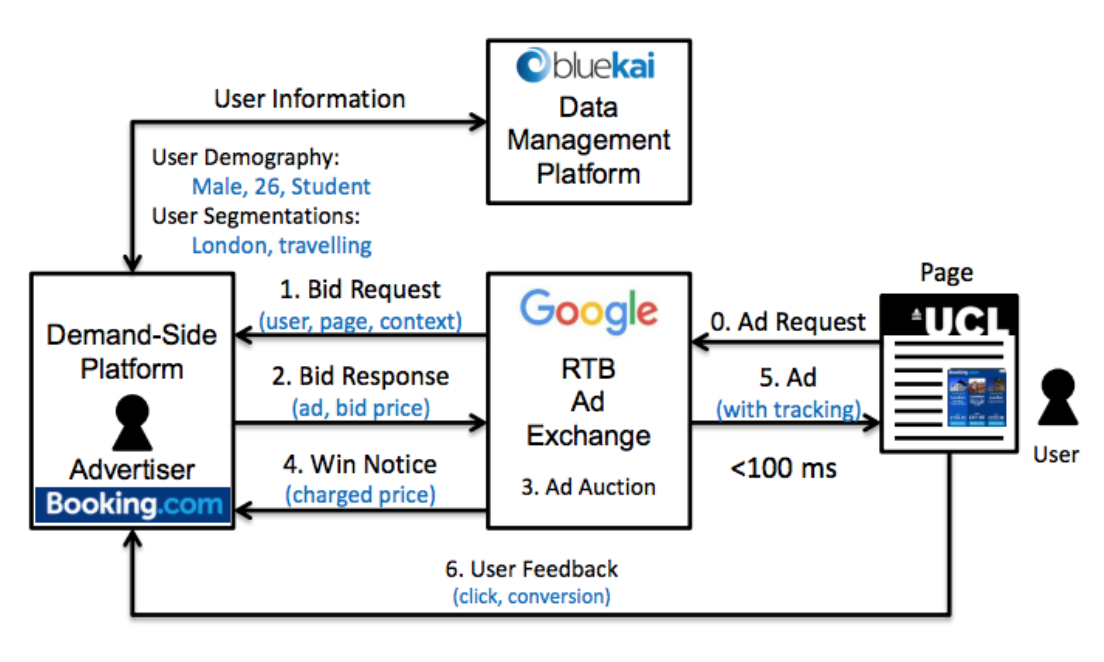 bluekai
Data
Management
Platform
User Information
User Demography:
Male, 26, Student
User Segmentations:
London, travelling
Demand-Side
Platform
Advertiser
Booking.com
1. Bid Request
(user, page, context)
2. Bid Response
(ad, bid price)
4. Win Notice
(charged price)
Google
RTB
Ad
Exchange
3. Ad Auction
0. Ad Request
5. Ad
(with tracking)
<100 ms
Page
UCL
Booking.com
User
6. User Feedback
(click, conversion)